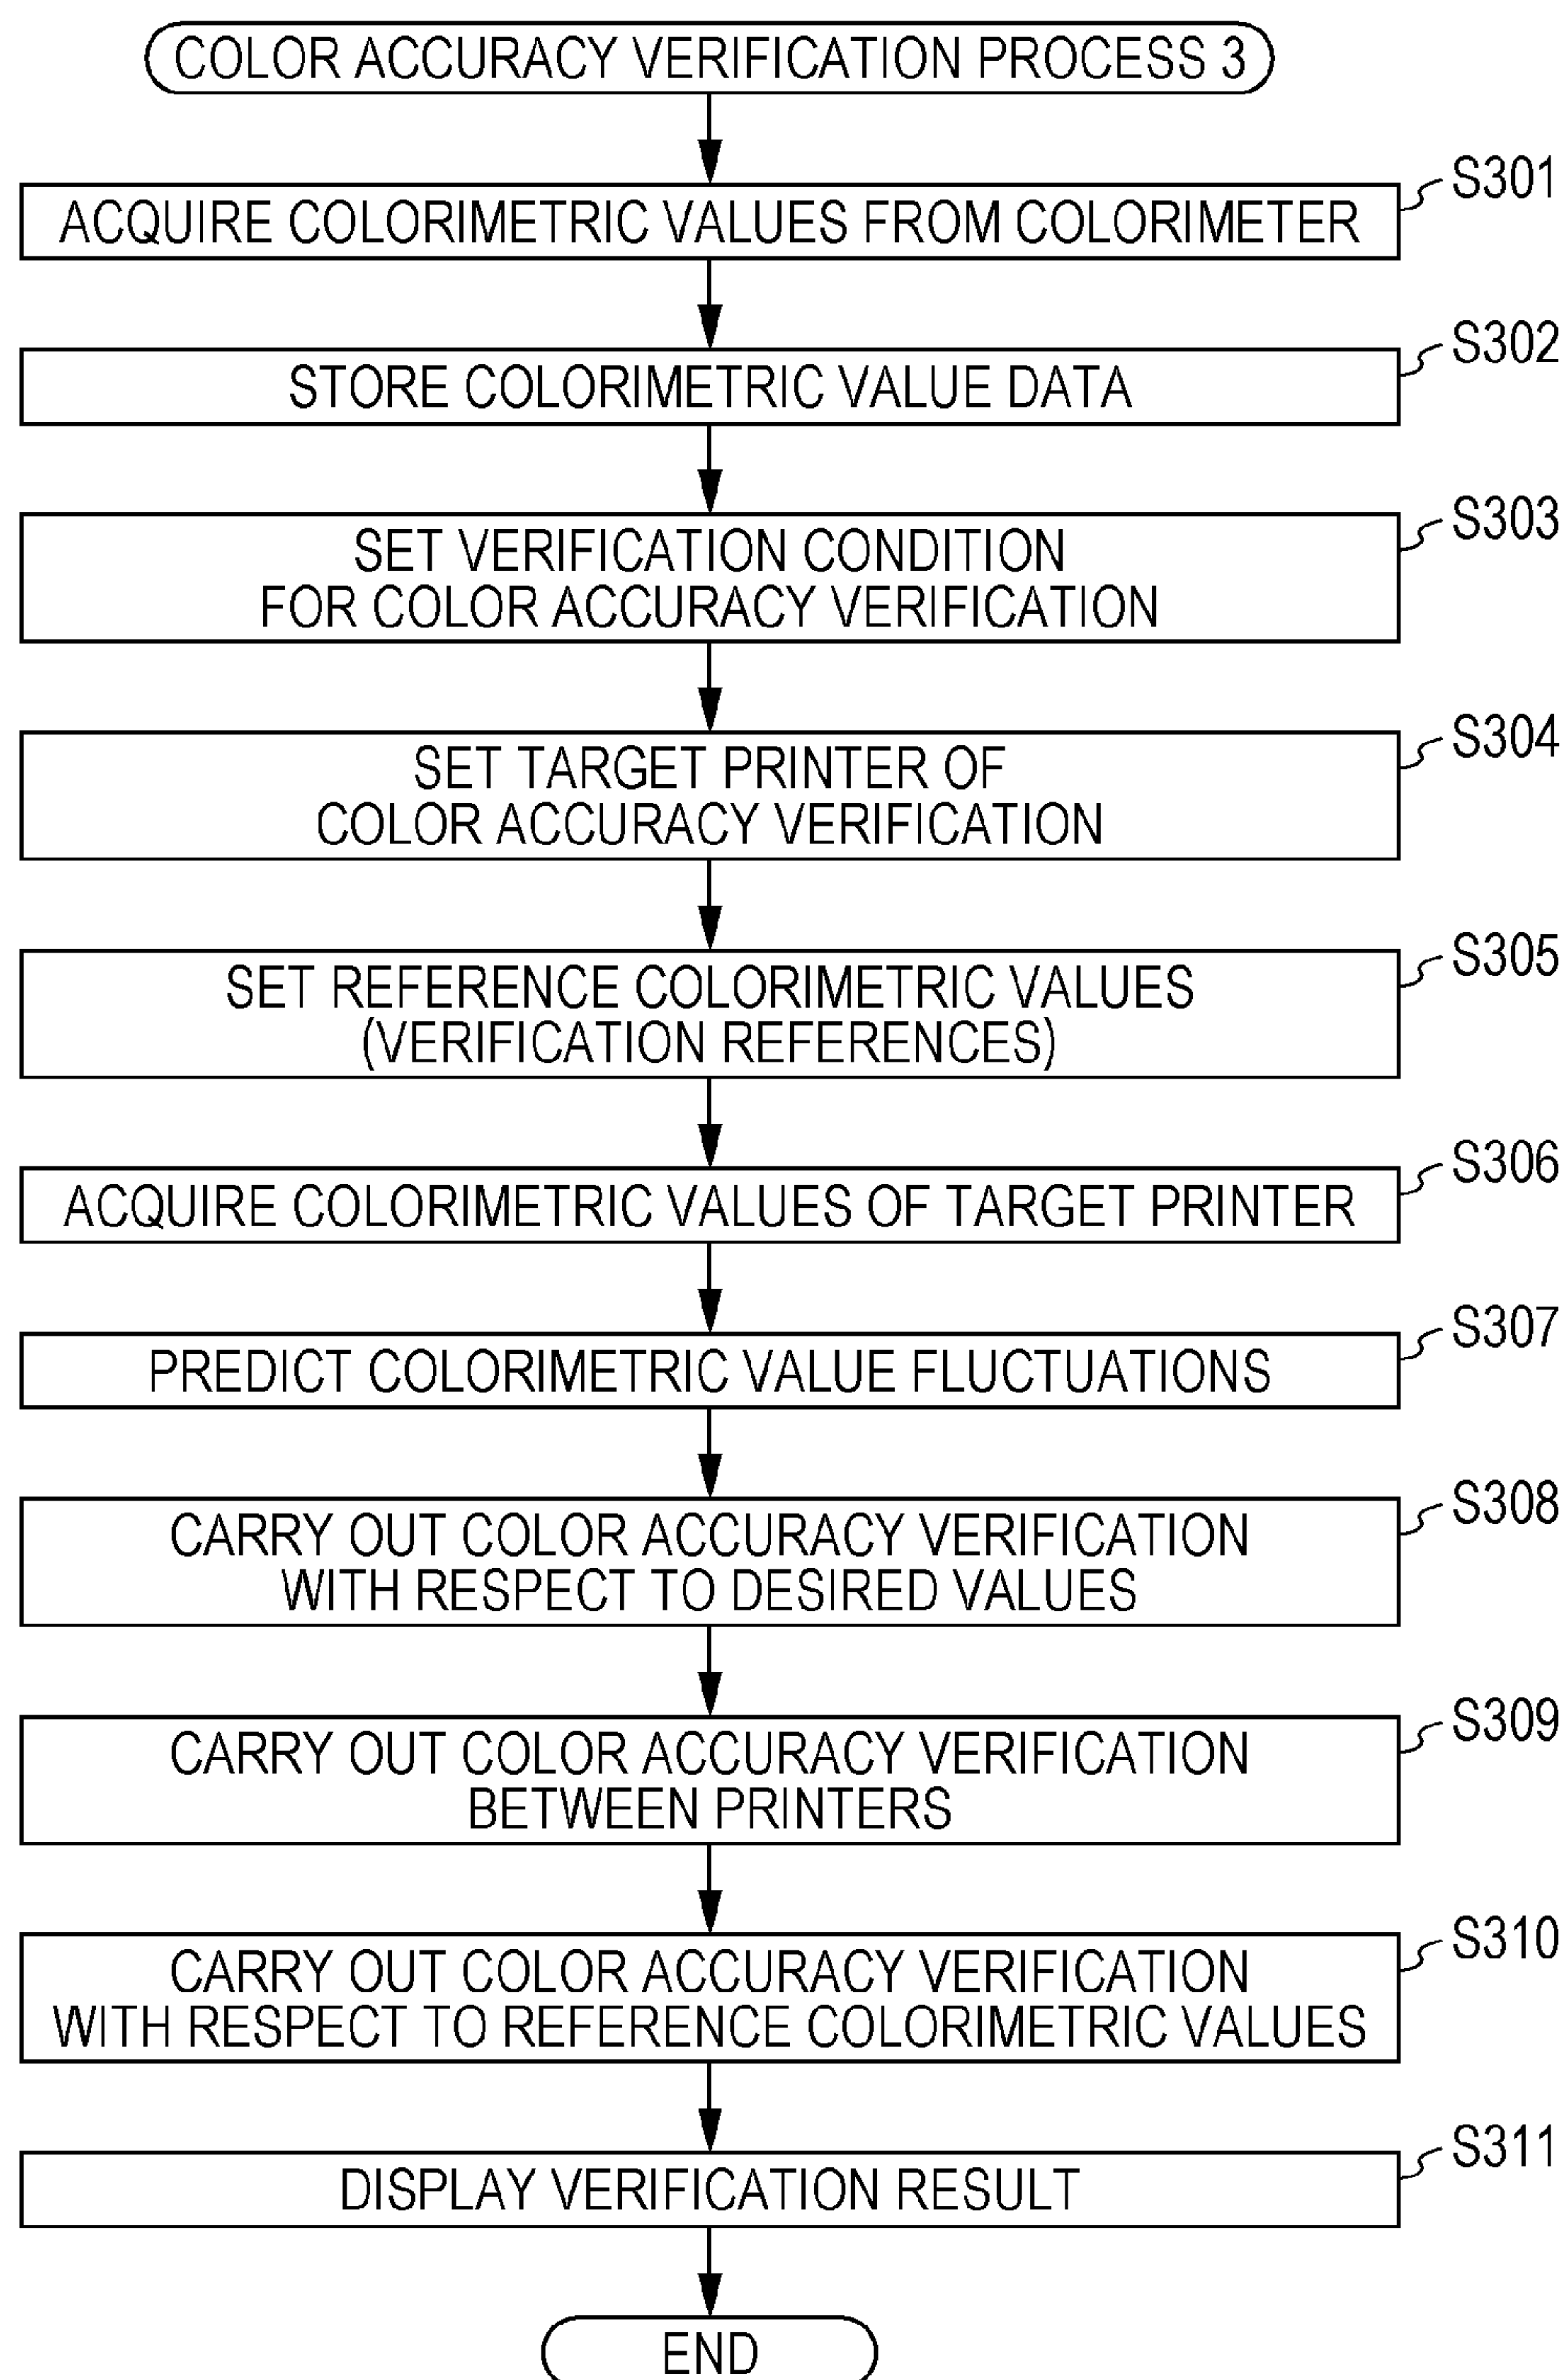 COLOR ACCURACY VERIFICATION PROCESS 3
S301
ACQUIRE COLORIMETRIC VALUES FROM COLORIMETER
S302
STORE COLORIMETRIC VALUE DATA
S303
SET VERIFICATION CONDITION
FOR COLOR ACCURACY VERIFICATION
S304
SET TARGET PRINTER OF
COLOR ACCURACY VERIFICATION
S305
SET REFERENCE COLORIMETRIC VALUES
(VERIFICATION REFERENCES)
S306
ACQUIRE COLORIMETRIC VALUES OF TARGET PRINTER
S307
PREDICT COLORIMETRIC VALUE FLUCTUATIONS
S308
CARRY OUT COLOR ACCURACY VERIFICATION
WITH RESPECT TO DESIRED VALUES
S309
CARRY OUT COLOR ACCURACY VERIFICATION
BETWEEN PRINTERS
S310
CARRY OUT COLOR ACCURACY VERIFICATION
WITH RESPECT TO REFERENCE COLORIMETRIC VALUES
S311
DISPLAY VERIFICATION RESULT
END